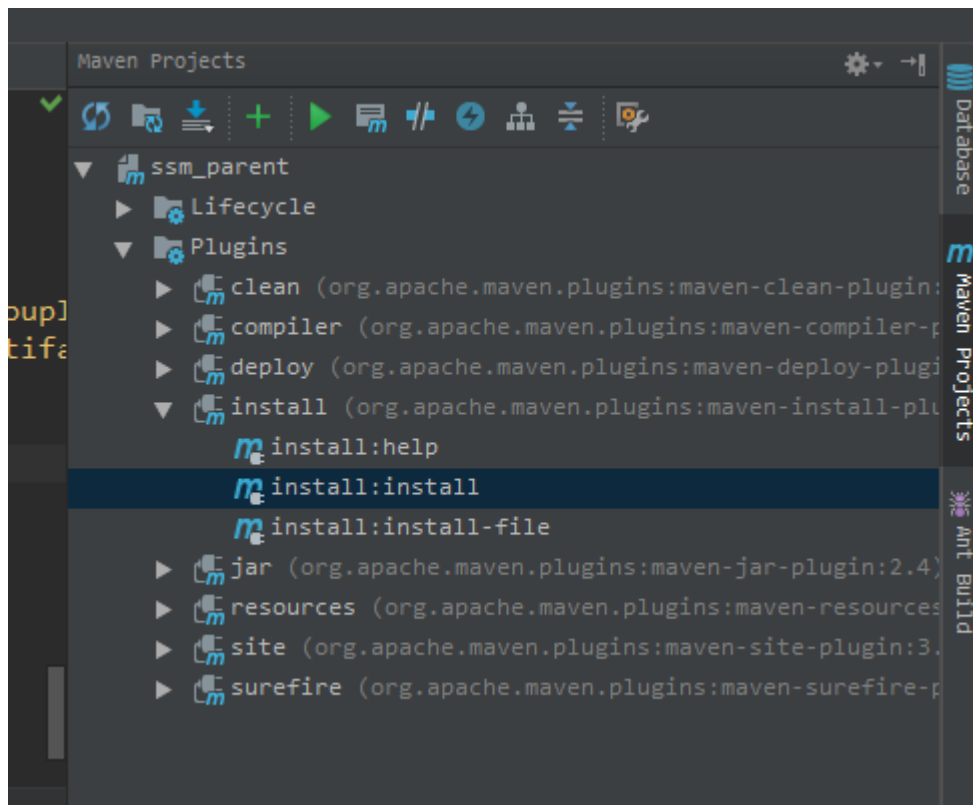 Maven Projects
ssm_parent
Lifecycle
Plugins
clean (org.apache.maven.plugins:maven-clean-plugin:
compiler (org.apache.maven.plugins:maven-compiler-p
deploy (org.apache.maven.plugins:maven-deploy-plugi
install (org.apache.maven.plugins:maven-install-plu
install:help
install:install
install:install-file
jar (org.apache.maven.plugins:maven-jar-plugin:2.4)
resources (org.apache.maven.plugins:maven-resources
site (org.apache.maven.plugins:maven-site-plugin:3.
surefire (org.apache.maven.plugins:maven-surefire-p
oupI
tifa
Database
Maven Projects
Ant Build